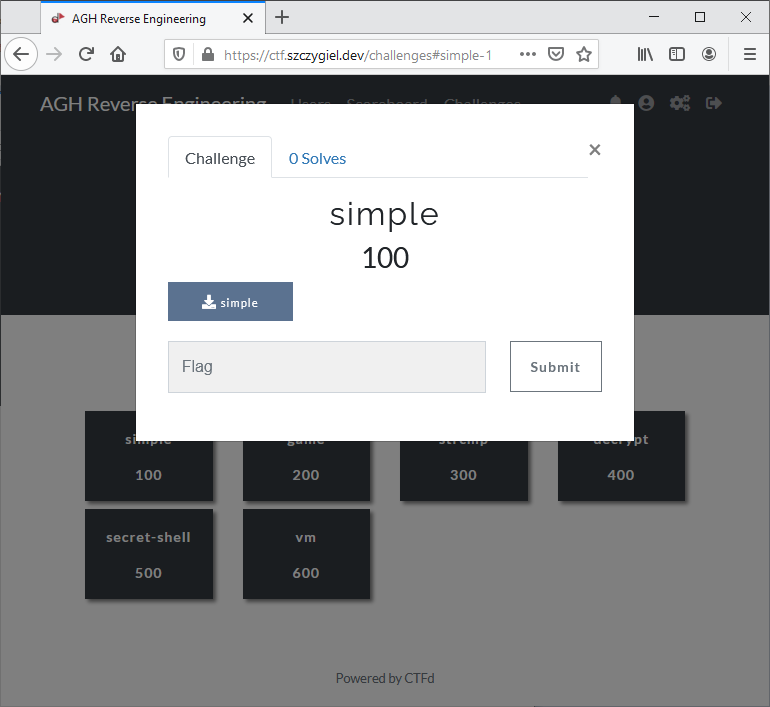 AGH Reverse Engineering
https://ctf.szczygiel.dev/challenges#simple-1
AGH Reverse Engineering Users Scoreboard Challenges
Challenge 0 Solves ×
simple
100
simple
Flag Submit
simple game strcmp decrypt
100 200 300 400
secret-shell vm
500 600
Powered by CTFd